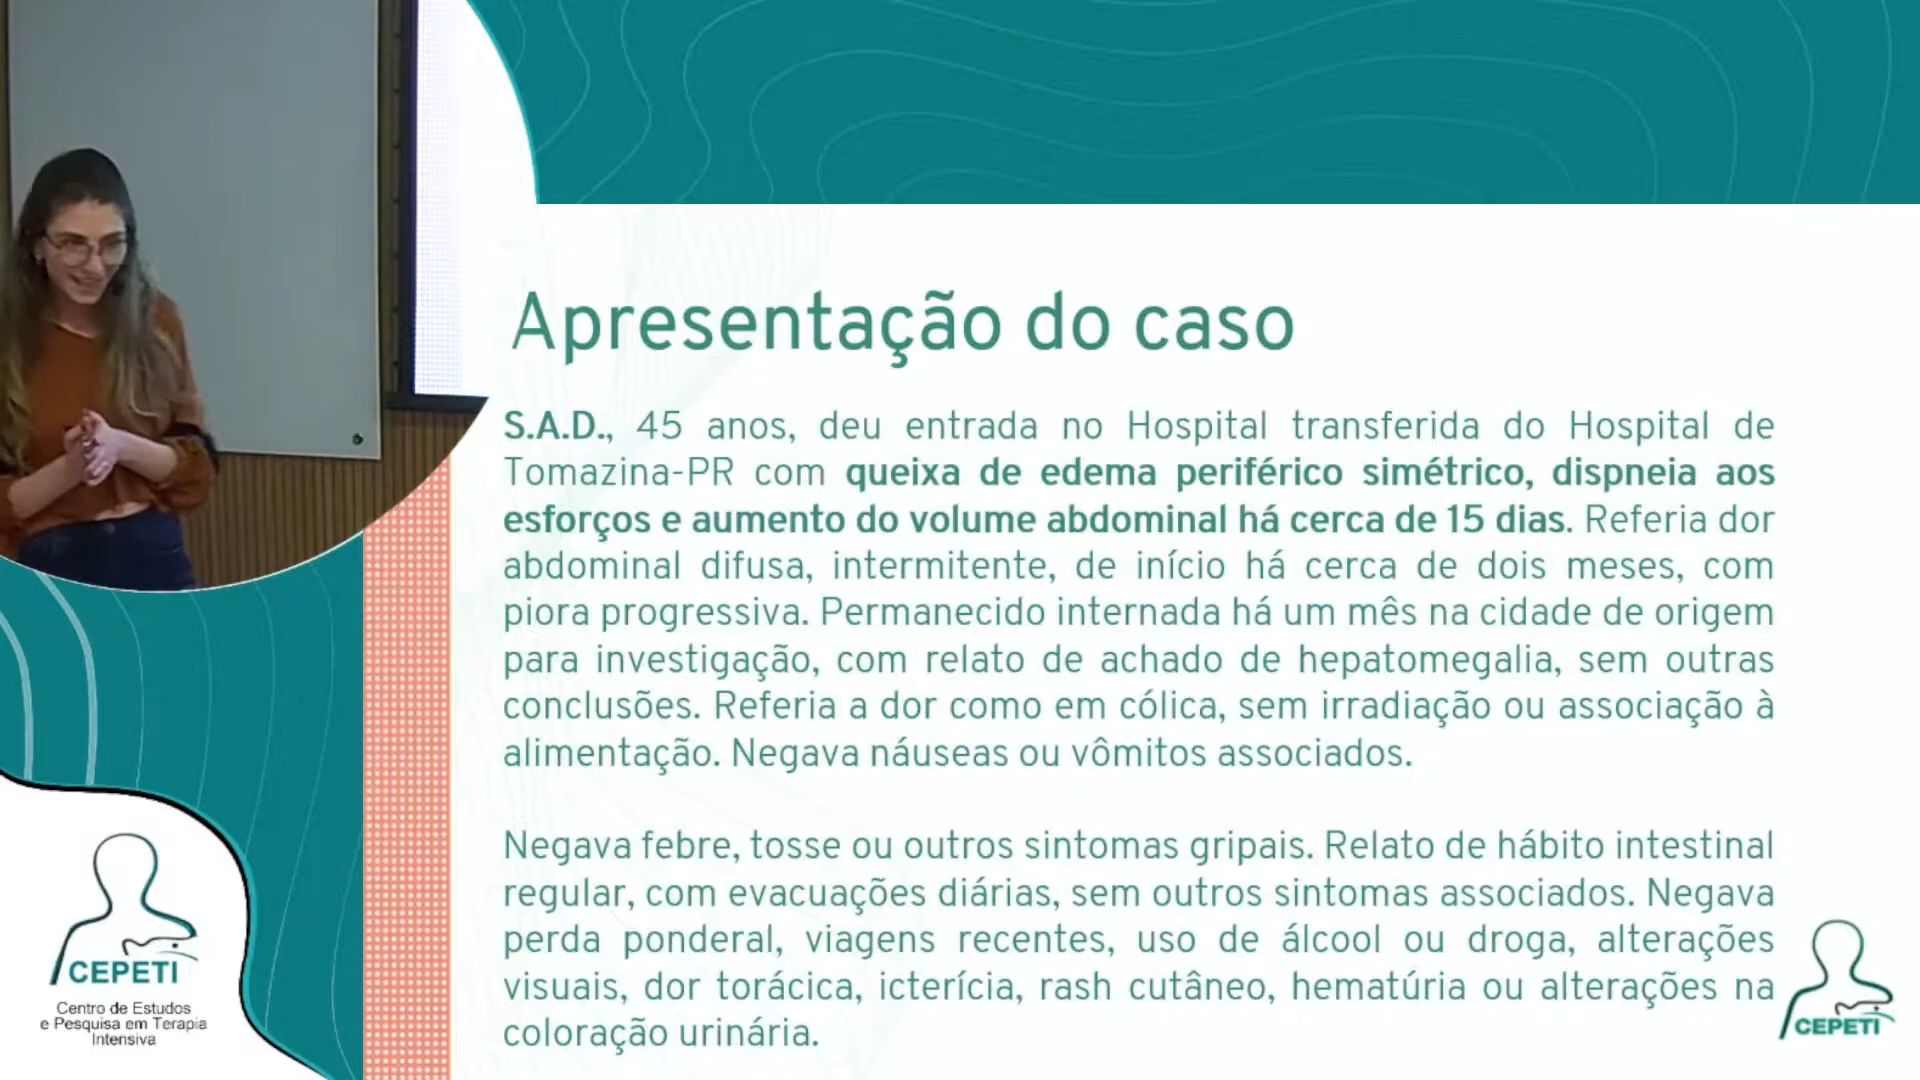 Apresentação do caso
S.A.D., 45 anos, deu entrada no Hospital transferida do Hospital de
Tomazina-PR com queixa de edema periférico simétrico, dispneia aos
esforços e aumento do volume abdominal há cerca de 15 dias. Referia dor
abdominal difusa, intermitente, de início há cerca de dois meses, com
piora progressiva. Permanecido internada há um mês na cidade de origem
para investigação, com relato de achado de hepatomegalia, sem outras
conclusões. Referia a dor como em cólica, sem irradiação ou associação à
alimentação. Negava náuseas ou vômitos associados.
Negava febre, tosse ou outros sintomas gripais. Relato de hábito intestinal
regular, com evacuações diárias, sem outros sintomas associados. Negava
perda ponderal, viagens recentes, uso de álcool ou droga, alterações
visuais, dor torácica, icterícia, rash cutâneo, hematúria ou alterações na
coloração urinária.
CEPETI
Centro de Estudos
e Pesquisa em Terapia
Intensiva
CEPETI